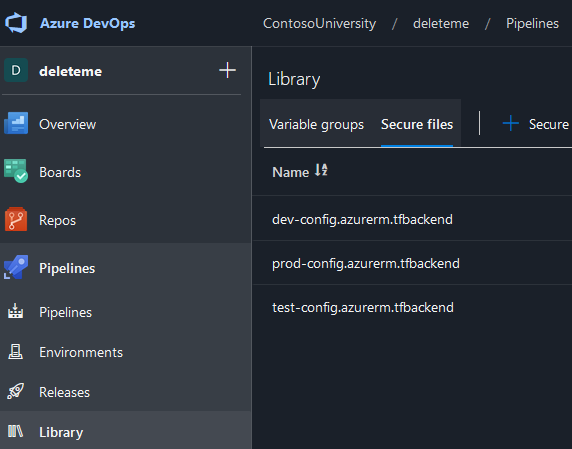 Azure DevOps
ContosoUniversity / deleteme / Pipelines
D deleteme +
Library
Overview
Variable groups Secure files + Secure
Boards
Name
Repos
dev-config.azurerm.tfbackend
Pipelines
prod-config.azurerm.tfbackend
Pipelines
test-config.azurerm.tfbackend
Environments
Releases
Library